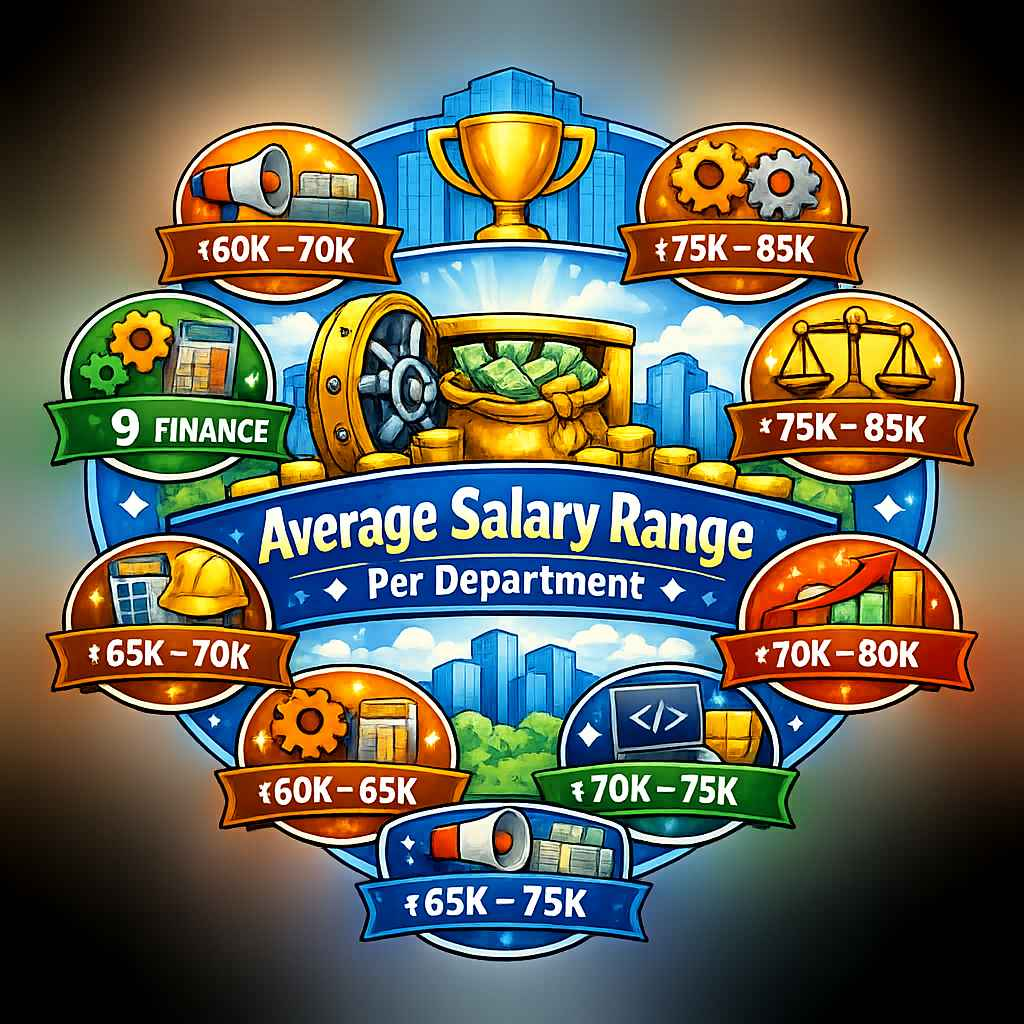 ₹60K – 70K
₹75K – 85K
9 FINANCE
₹75K – 85K
Average Salary Range
Per Department
₹65K – 70K
₹70K – 80K
₹60K – 65K
₹70K – 75K
</>
₹65K – 75K